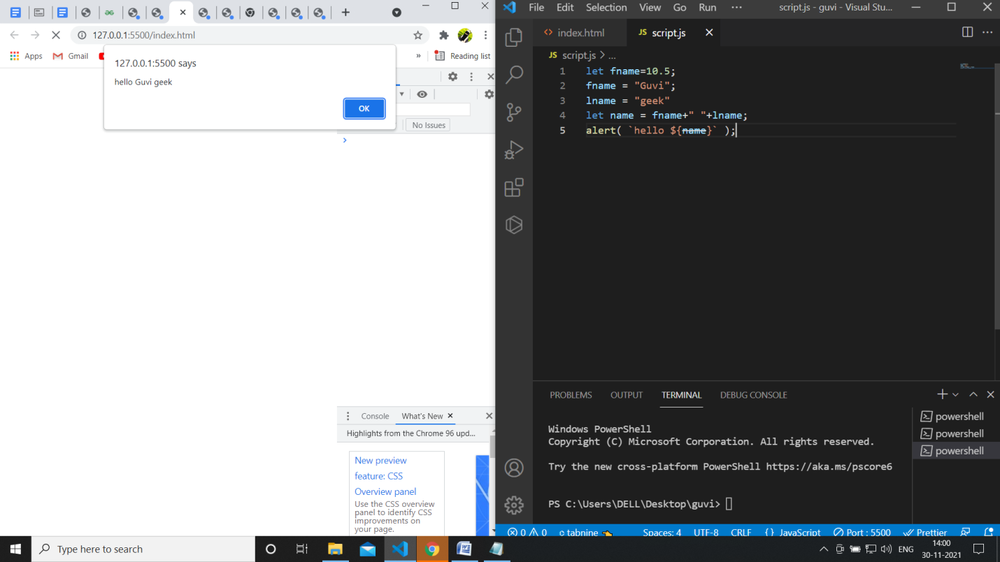 127.0.0.1:5500/index.html
Apps
Gmail
»
Reading list
127.0.0.1:5500 says
hello Guvi geek
OK
No Issues
Console
What's New
Highlights from the Chrome 96 upd...
New preview
feature: CSS
Overview panel
Use the CSS overview
panel to identify CSS
improvements on
your page.
File Edit Selection View Go Run ··· script.js - guvi - Visual Stu...
index.html
JS script.js
JS script.js > ...
1 let fname=10.5;
2 fname = "Guvi";
3 lname = "geek"
4 let name = fname+" "+lname;
5 alert( `hello ${name}` );
PROBLEMS OUTPUT TERMINAL DEBUG CONSOLE
Windows PowerShell
Copyright (C) Microsoft Corporation. All rights reserved.
Try the new cross-platform PowerShell https://aka.ms/pscore6
PS C:\Users\DELL\Desktop\guvi>
powershell
powershell
powershell
0 0 tabnine Spaces: 4 UTF-8 CRLF {} JavaScript Port : 5500 Prettier
Type here to search
ENG
14:00
30-11-2021